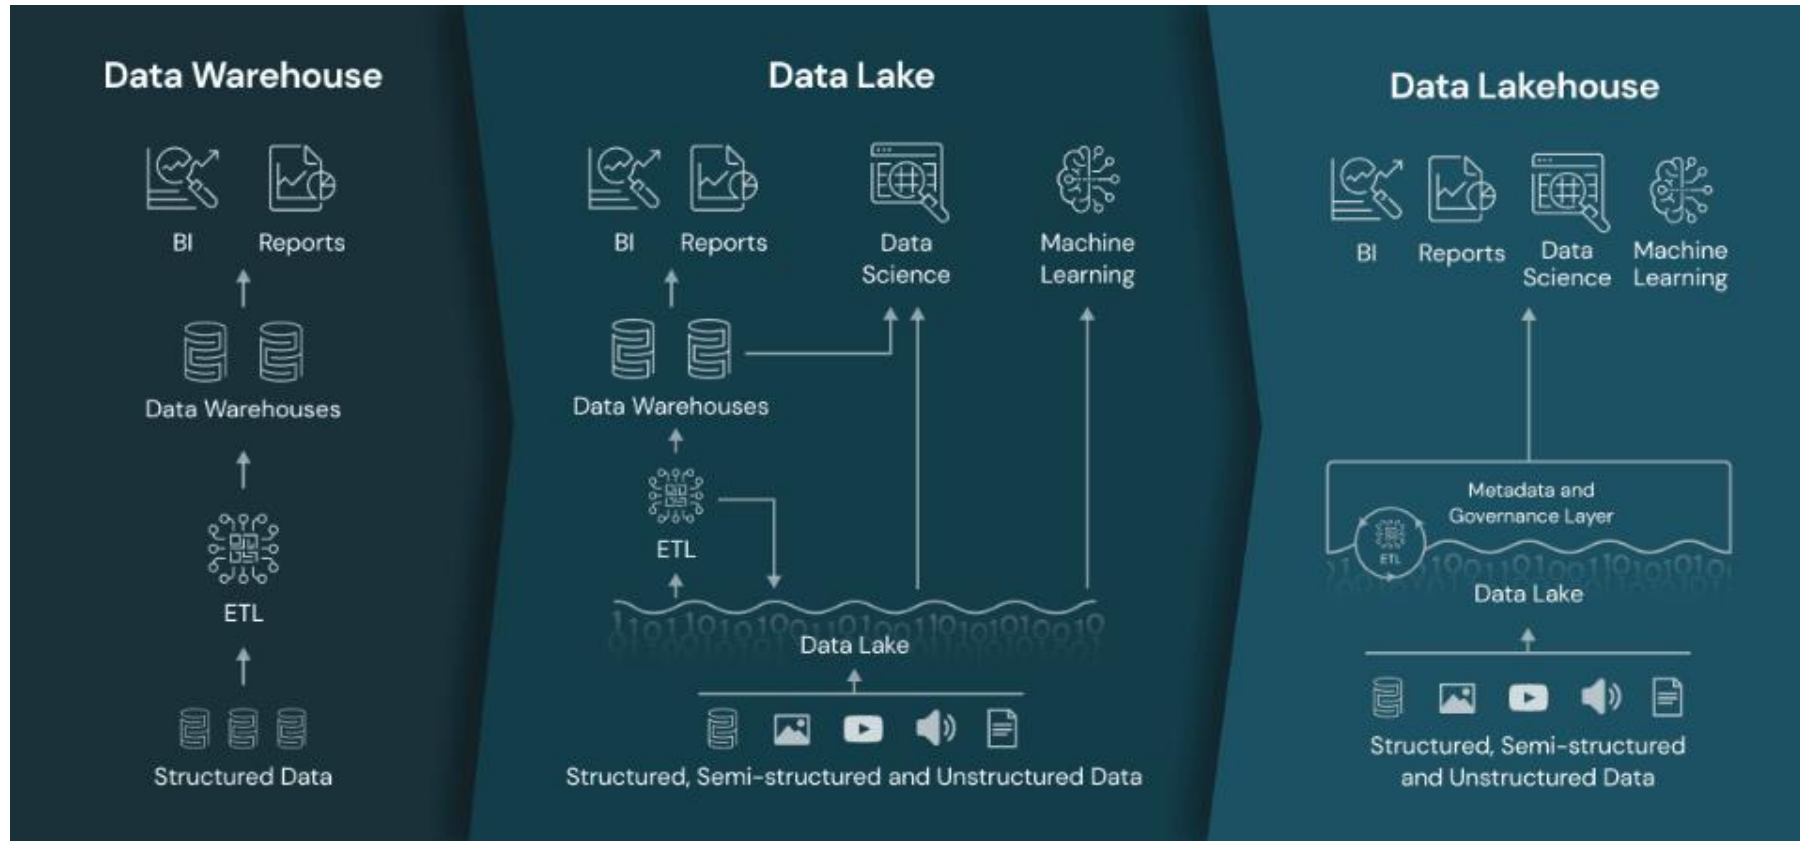 Data Warehouse
BI
Reports
Data Warehouses
ETL
Structured Data
Data Lake
BI
Reports
Data
Science
Machine
Learning
Data Warehouses
ETL
Data Lake
Structured, Semi-structured and Unstructured Data
Data Lakehouse
BI
Reports
Data
Science
Machine
Learning
Metadata and
Governance Layer
ETL
Data Lake
Structured, Semi-structured
and Unstructured Data